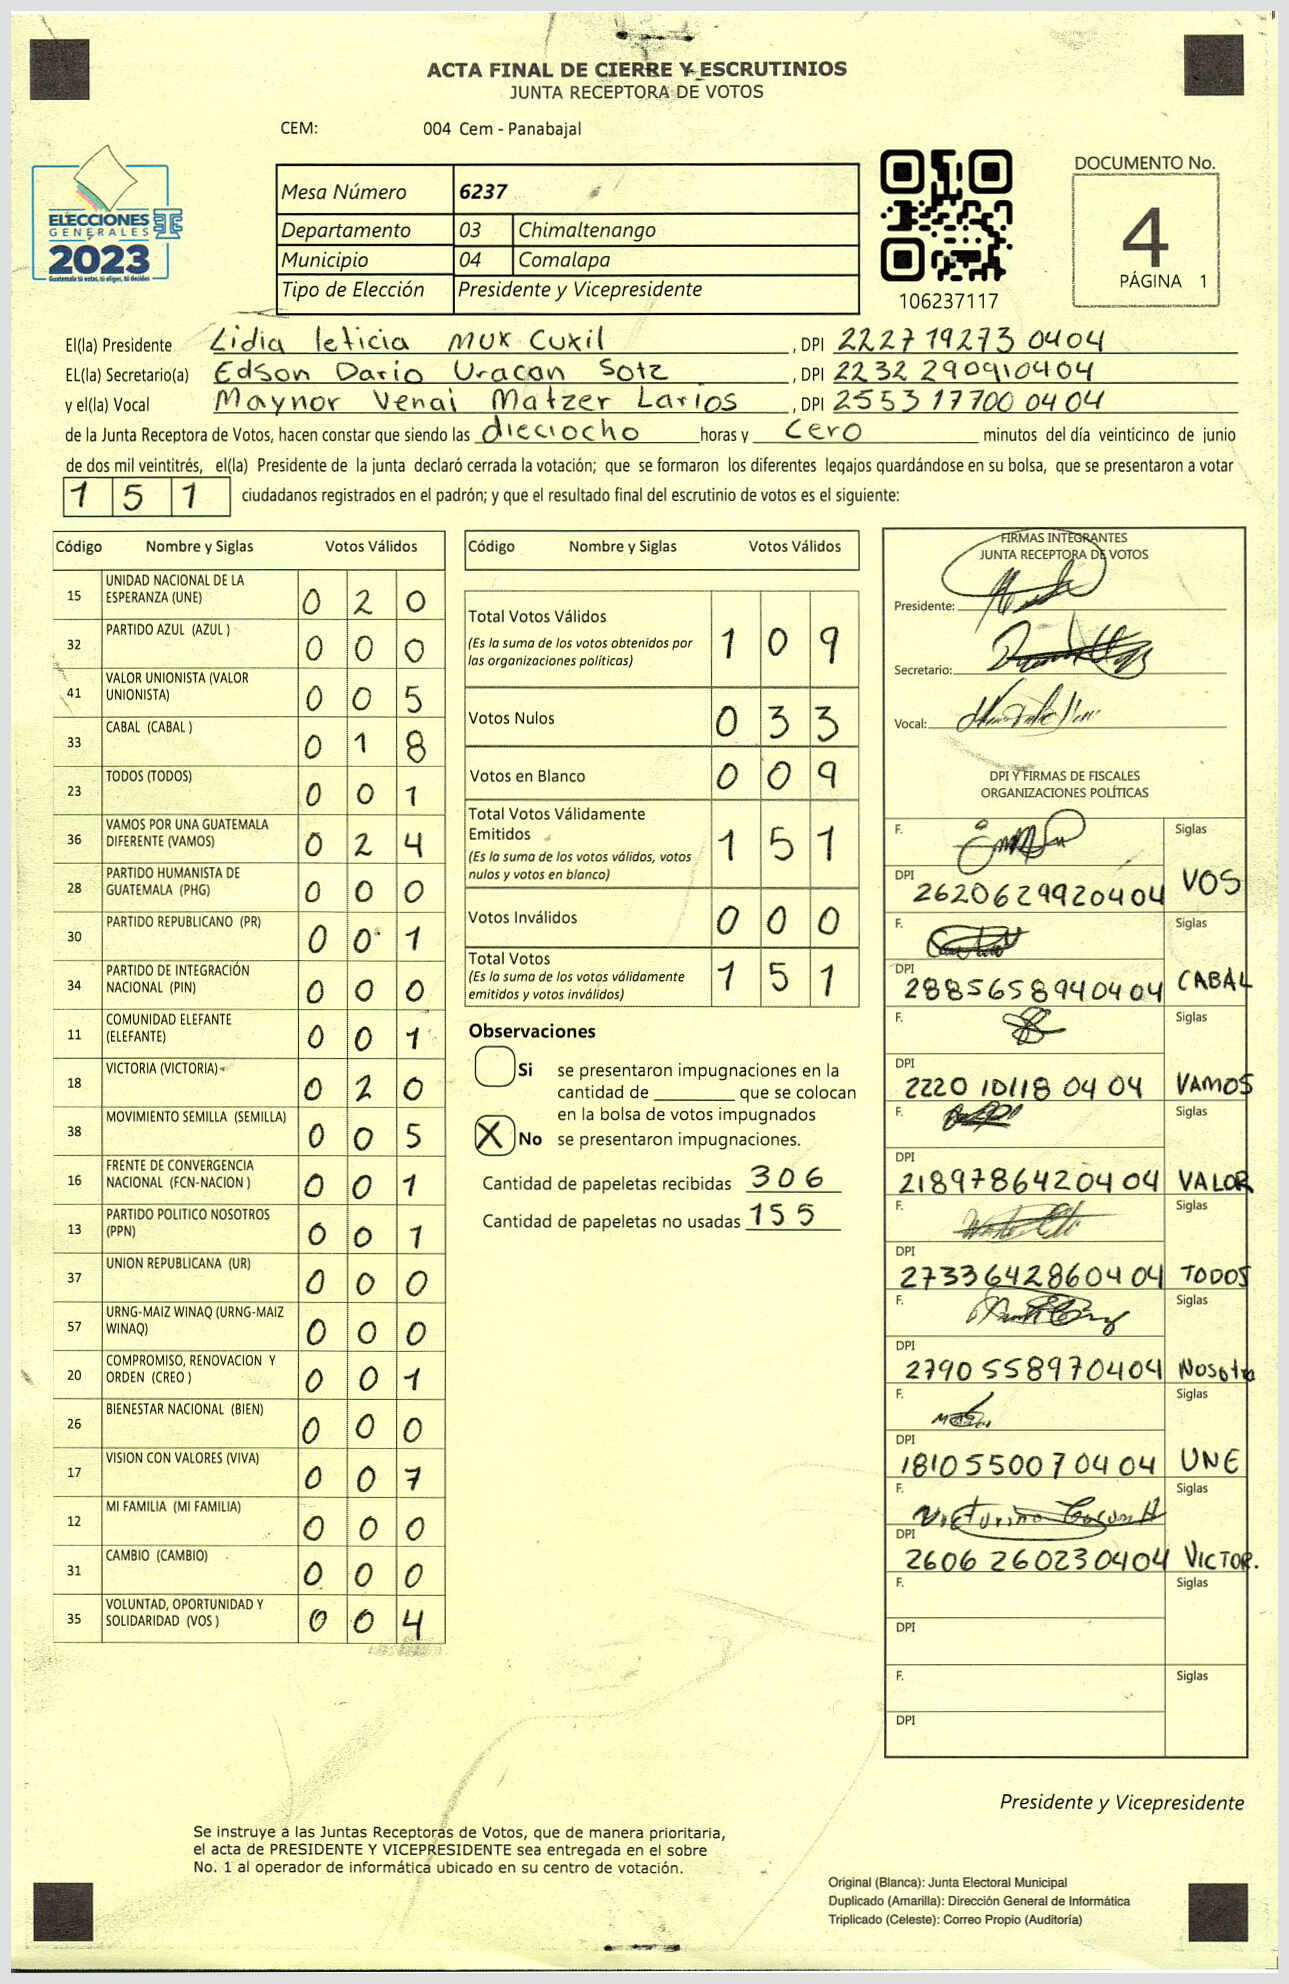 ACTA FINAL DE CIERRE Y ESCRUTINIOS
JUNTA RECEPTORA DE VOTOS
CEM: 004 Cem - Panabajal
ELECCIONES
GENERALES
2023
Guatemala tú votas, tú eliges, tú decides
Mesa Número 6237
Departamento 03 Chimaltenango
Municipio 04 Comalapa
Tipo de Elección Presidente y Vicepresidente
106237117
DOCUMENTO No.
4
PÁGINA 1
El(la) Presidente Lidia leticia Mux Cuxil, DPI 2227 19273 0404
EL(la) Secretario(a) Edson Dario Uracan Sotz, DPI 2232 290910404
y el(la) Vocal Maynor Venai Matzer Larios, DPI 2553 17700 0404
de la Junta Receptora de Votos, hacen constar que siendo las dieciocho horas y cero minutos del día veinticinco de junio
de dos mil veintitrés, el(la) Presidente de la junta declaró cerrada la votación; que se formaron los diferentes legajos guardándose en su bolsa, que se presentaron a votar
1 5 1 ciudadanos registrados en el padrón; y que el resultado final del escrutinio de votos es el siguiente:
Código Nombre y Siglas Votos Válidos
15 UNIDAD NACIONAL DE LA ESPERANZA (UNE) 0 2 0
32 PARTIDO AZUL (AZUL ) 0 0 0
41 VALOR UNIONISTA (VALOR UNIONISTA) 0 0 5
33 CABAL (CABAL ) 0 1 8
23 TODOS (TODOS) 0 0 1
36 VAMOS POR UNA GUATEMALA DIFERENTE (VAMOS) 0 2 4
28 PARTIDO HUMANISTA DE GUATEMALA (PHG) 0 0 0
30 PARTIDO REPUBLICANO (PR) 0 0 1
34 PARTIDO DE INTEGRACIÓN NACIONAL (PIN) 0 0 0
11 COMUNIDAD ELEFANTE (ELEFANTE) 0 0 1
18 VICTORIA (VICTORIA) 0 2 0
38 MOVIMIENTO SEMILLA (SEMILLA) 0 0 5
16 FRENTE DE CONVERGENCIA NACIONAL (FCN-NACION ) 0 0 1
13 PARTIDO POLITICO NOSOTROS (PPN) 0 0 1
37 UNION REPUBLICANA (UR) 0 0 0
57 URNG-MAIZ WINAQ (URNG-MAIZ WINAQ) 0 0 0
20 COMPROMISO, RENOVACION Y ORDEN (CREO ) 0 0 1
26 BIENESTAR NACIONAL (BIEN) 0 0 0
17 VISION CON VALORES (VIVA) 0 0 7
12 MI FAMILIA (MI FAMILIA) 0 0 0
31 CAMBIO (CAMBIO) 0 0 0
35 VOLUNTAD, OPORTUNIDAD Y SOLIDARIDAD (VOS ) 0 0 4
Código Nombre y Siglas Votos Válidos
Total Votos Válidos 1 0 9
(Es la suma de los votos obtenidos por
las organizaciones políticas)
Votos Nulos 0 3 3
Votos en Blanco 0 0 9
Total Votos Válidamente
Emitidos 1 5 1
(Es la suma de los votos válidos, votos
nulos y votos en blanco)
Votos Inválidos 0 0 0
Total Votos 1 5 1
(Es la suma de los votos válidamente
emitidos y votos inválidos)
Observaciones
Si se presentaron impugnaciones en la
cantidad de ________ que se colocan
en la bolsa de votos impugnados
X No se presentaron impugnaciones.
Cantidad de papeletas recibidas 306
Cantidad de papeletas no usadas 155
FIRMAS INTEGRANTES
JUNTA RECEPTORA DE VOTOS
Presidente:
Secretario:
Vocal:
DPI Y FIRMAS DE FISCALES
ORGANIZACIONES POLÍTICAS
F. Siglas
DPI 2620629920404 VOS
F. Siglas
DPI 2885658940404 CABAL
F. Siglas
DPI 2220 10118 04 04 VAMOS
F. Siglas
DPI 2189786420404 VALOR
F. Siglas
DPI 2733642860404 TODOS
F. Siglas
DPI 2790 558970404 Nosotro
F. Siglas
DPI 1810550070404 UNE
F. Siglas
DPI 2606 260230404 VICTOR.
F. Siglas
DPI
F. Siglas
DPI
Presidente y Vicepresidente
Se instruye a las Juntas Receptoras de Votos, que de manera prioritaria,
el acta de PRESIDENTE Y VICEPRESIDENTE sea entregada en el sobre
No. 1 al operador de informática ubicado en su centro de votación.
Original (Blanca): Junta Electoral Municipal
Duplicado (Amarilla): Dirección General de Informática
Triplicado (Celeste): Correo Propio (Auditoría)